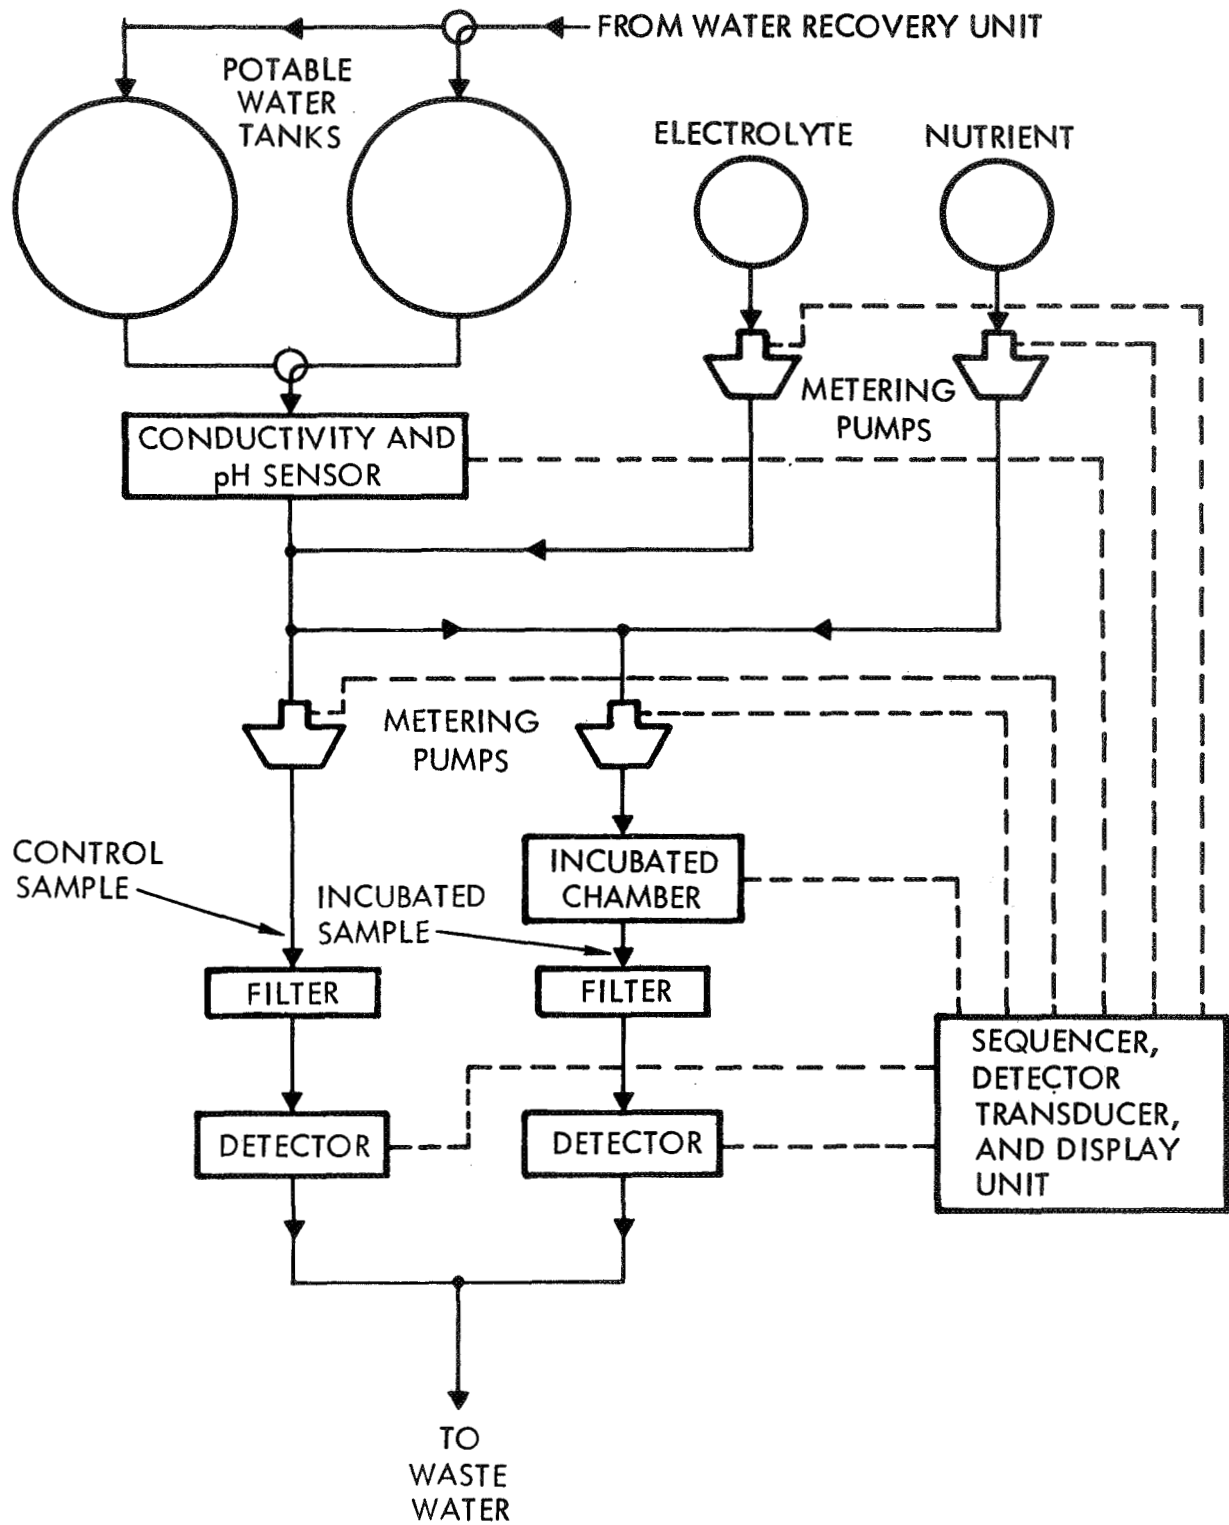 FROM WATER RECOVERY UNIT
POTABLE
WATER
TANKS
ELECTROLYTE
NUTRIENT
METERING
PUMPS
CONDUCTIVITY AND
pH SENSOR
METERING
PUMPS
CONTROL
SAMPLE
INCUBATED
SAMPLE
INCUBATED
CHAMBER
FILTER
FILTER
SEQUENCER,
DETECTOR
TRANSDUCER,
AND DISPLAY
UNIT
DETECTOR
DETECTOR
TO
WASTE
WATER